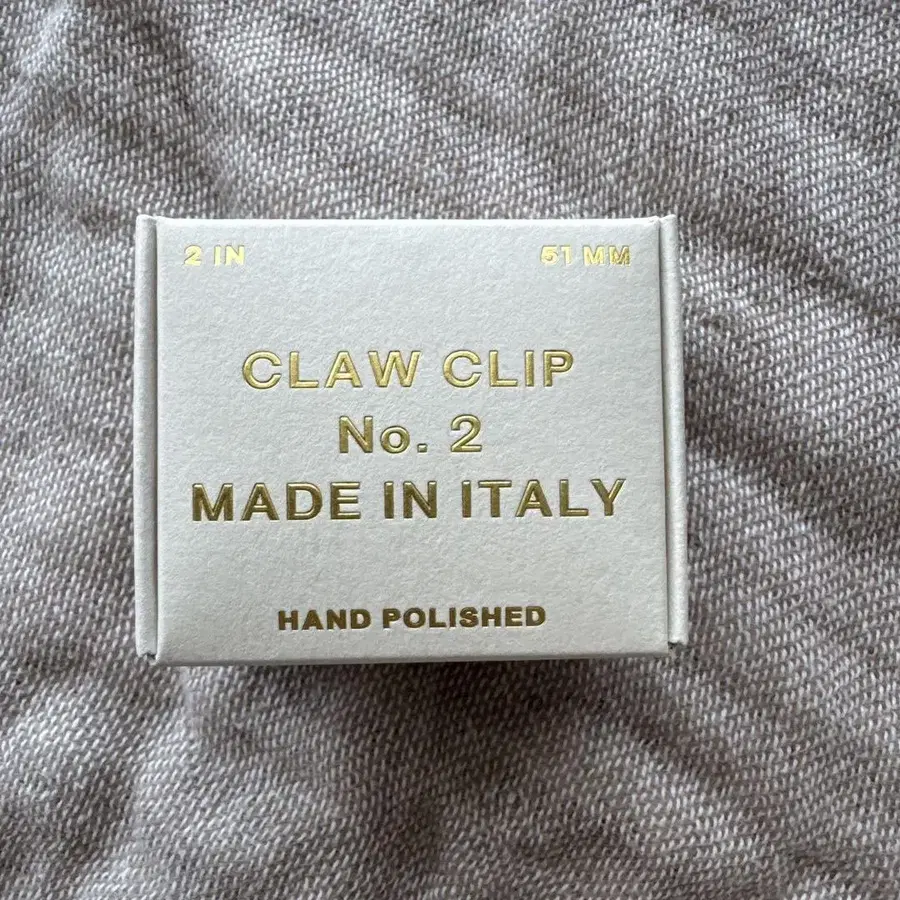 2 IN 51 MM
CLAW CLIP
No. 2
MADE IN ITALY
HAND POLISHED